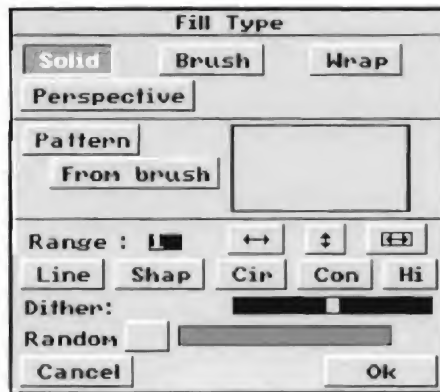 Fill Type
Solid Brush Wrap
Perspective
Pattern
From brush
Range : 1
Line Shap Cir Con Hi
Dither:
Random
Cancel Ok